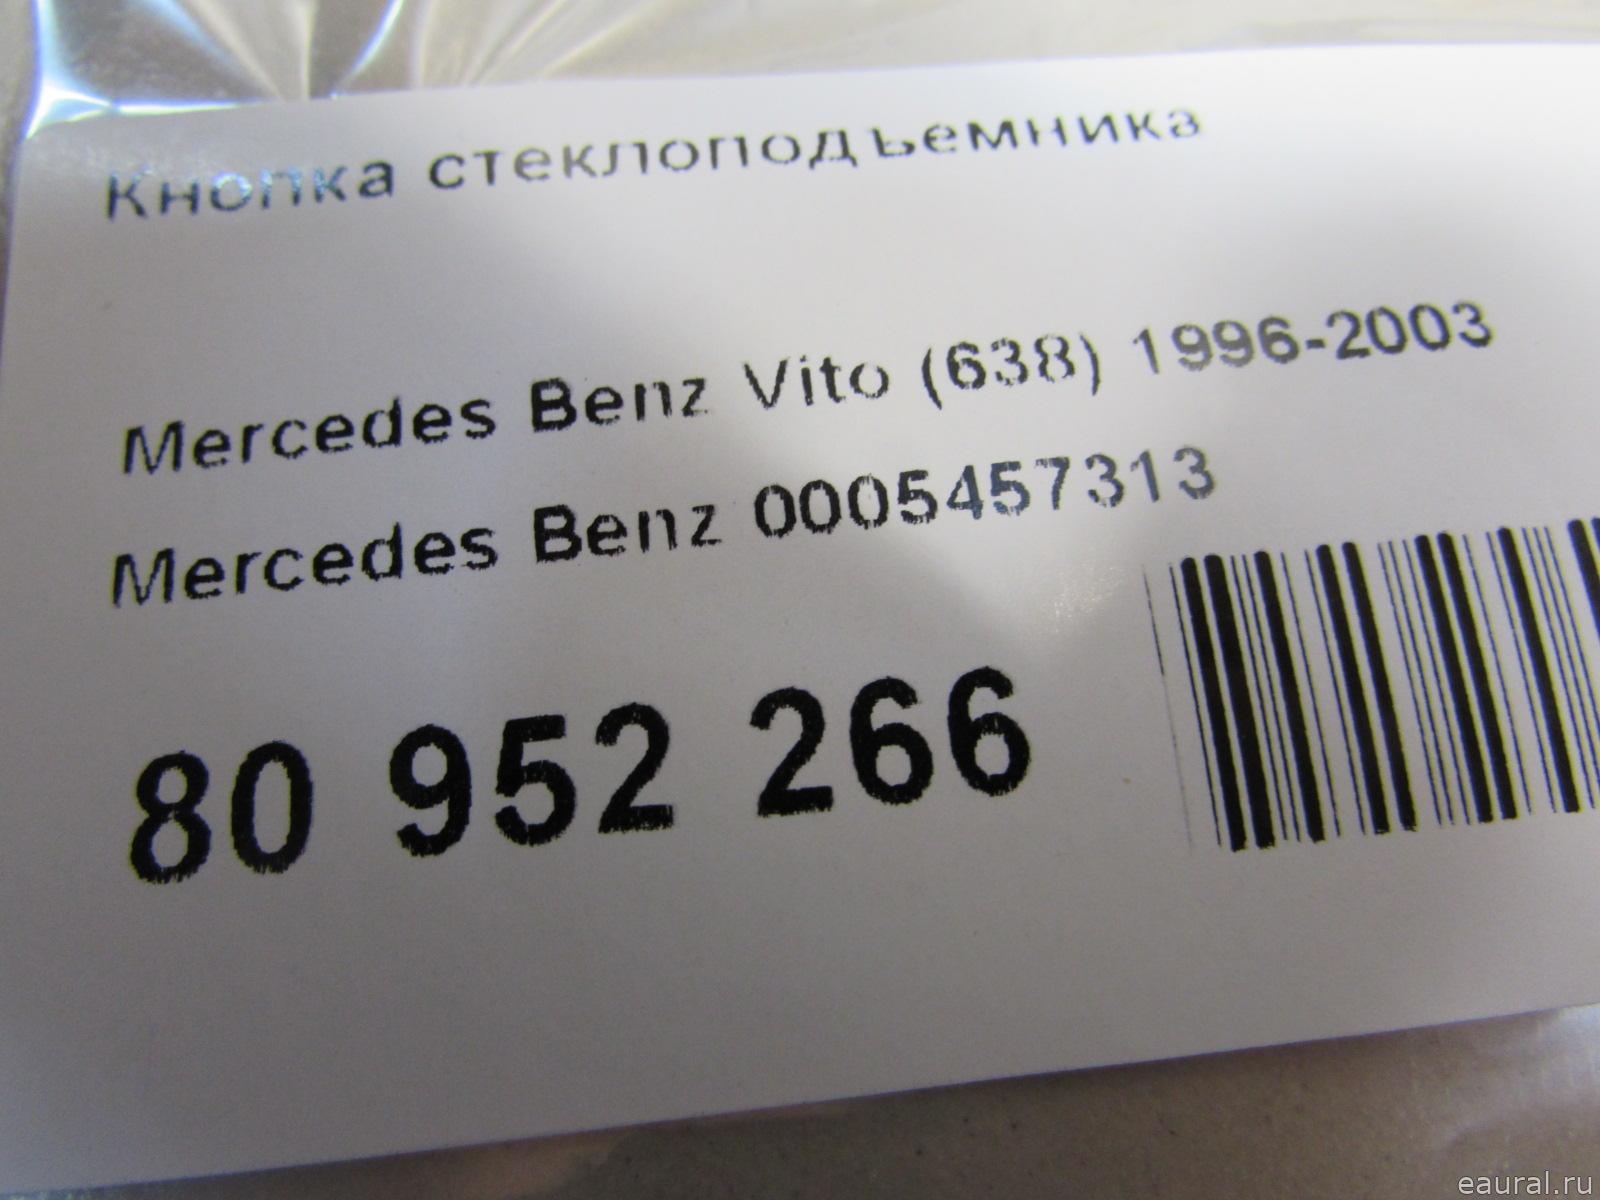 Кнопка стеклоподъемника
Mercedes Benz Vito (638) 1996-2003
Mercedes Benz 0005457313
80 952 266
eaural.ru